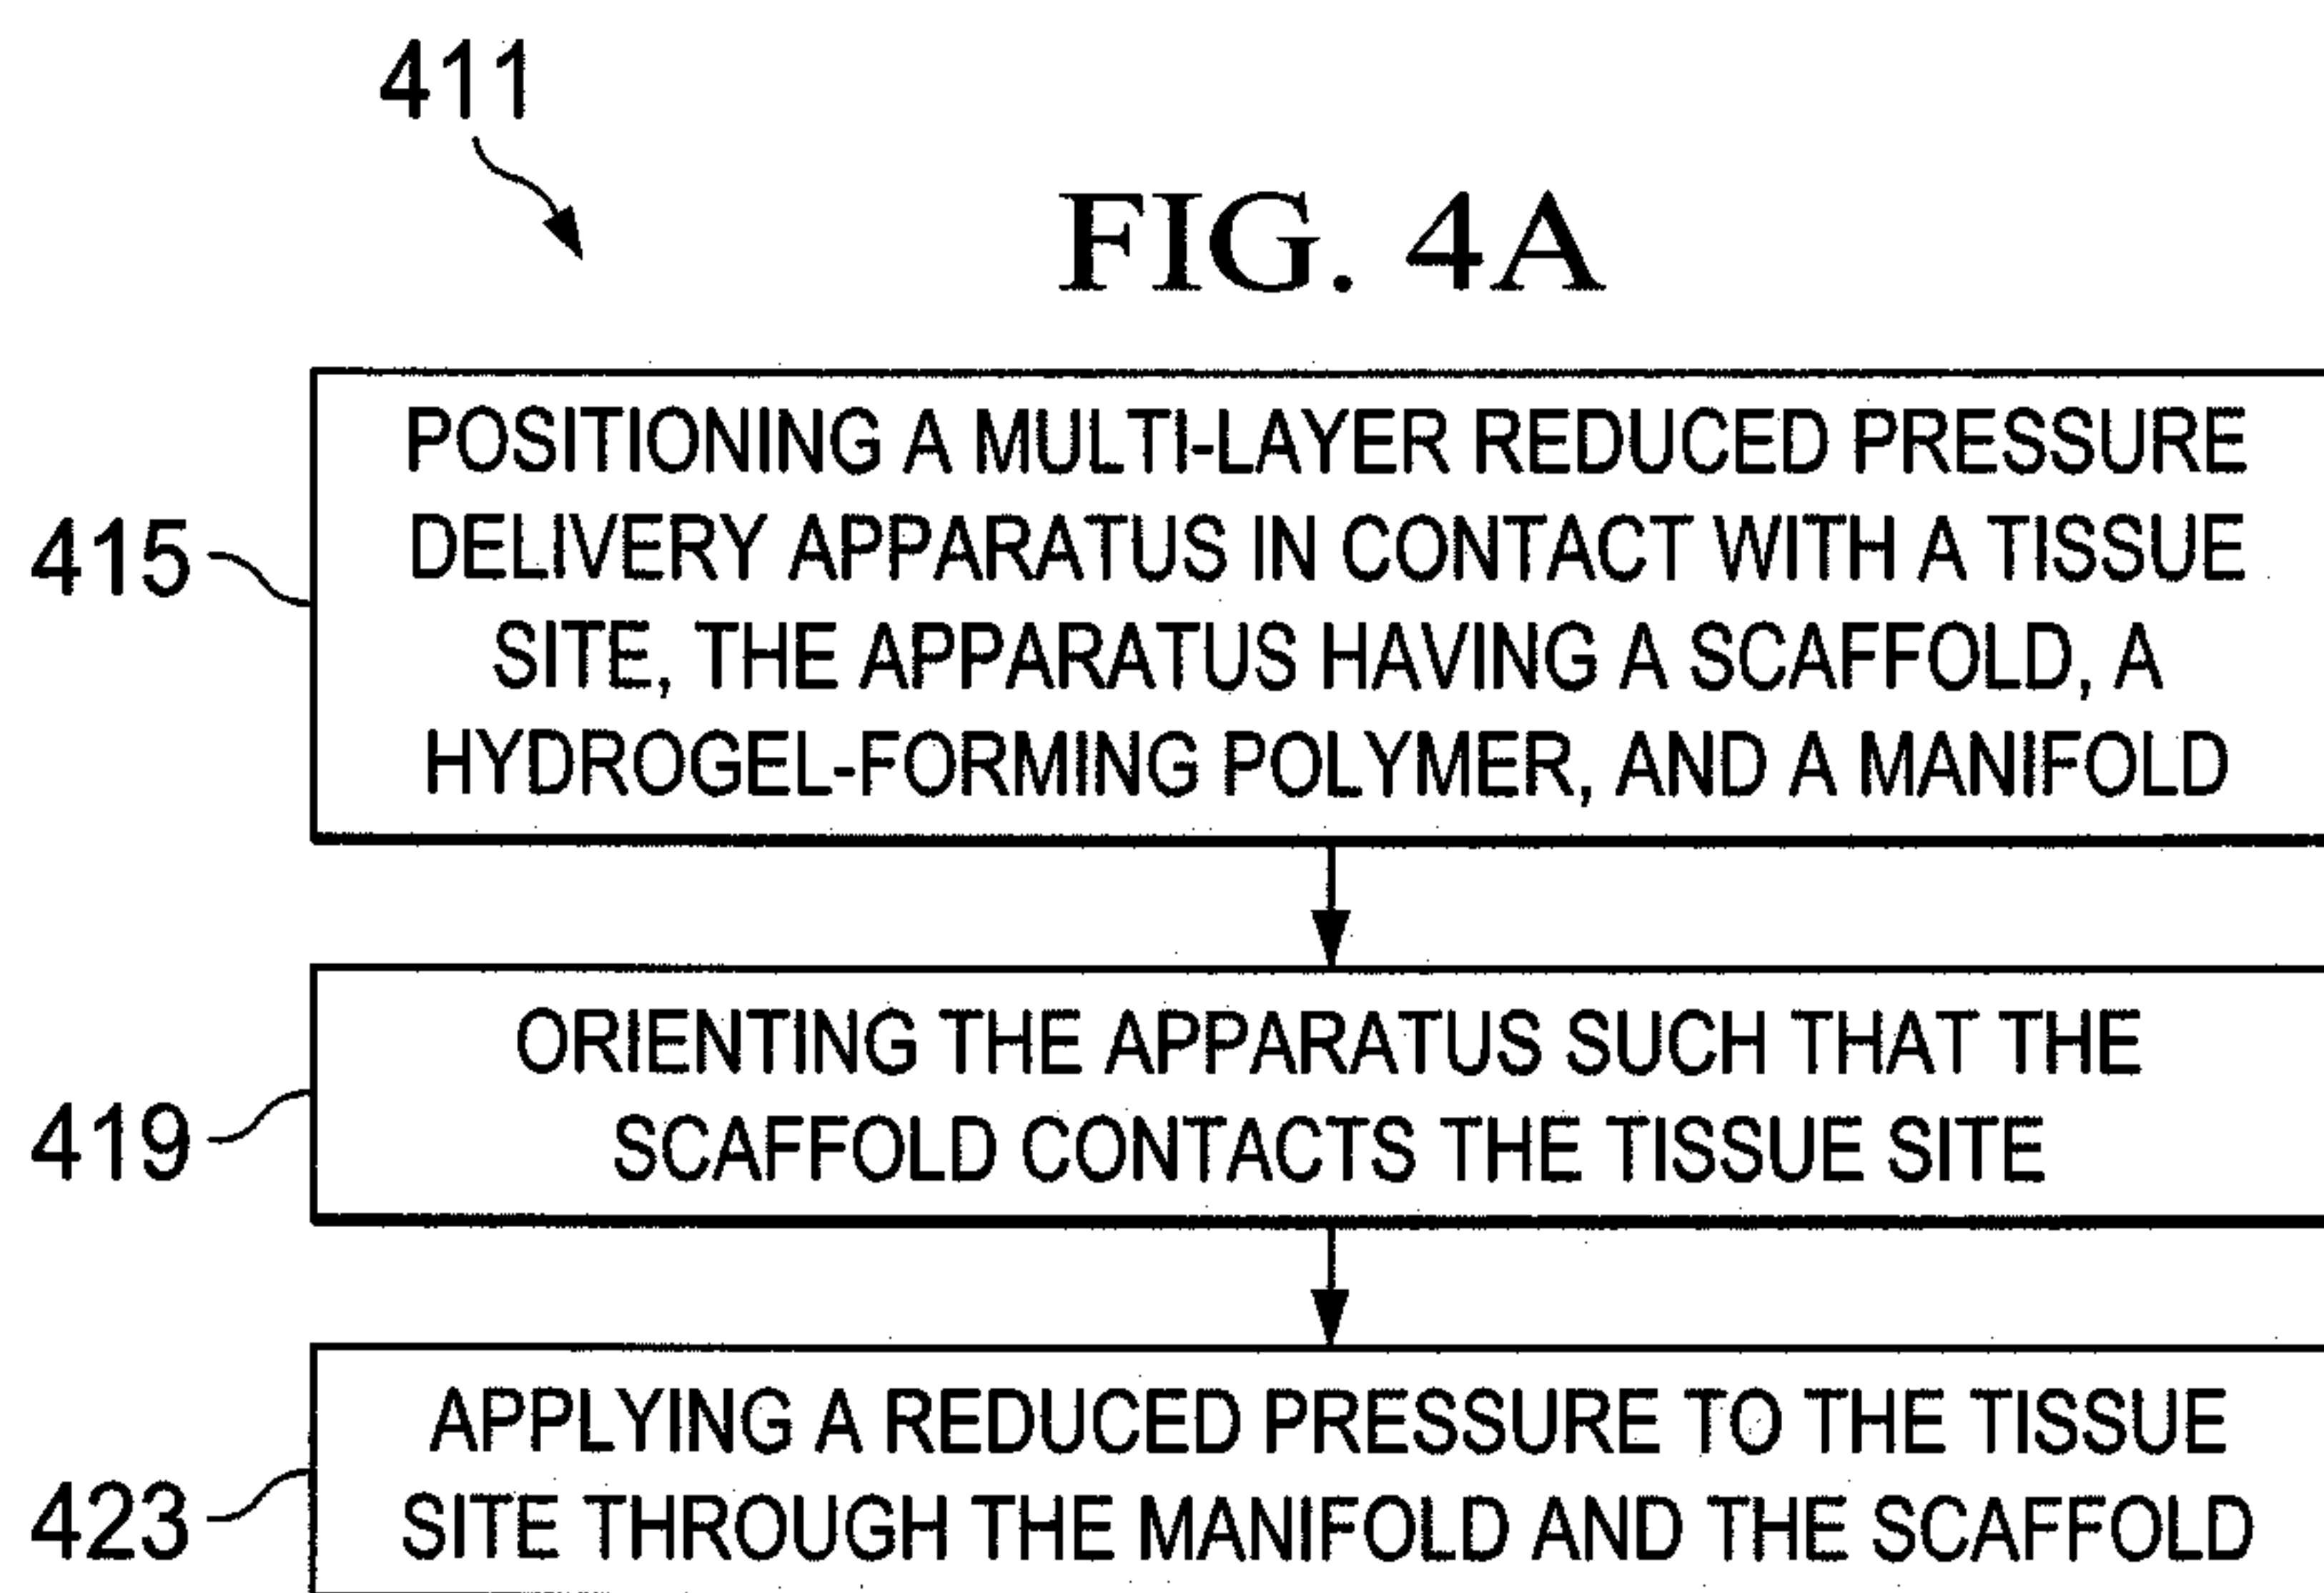 411
FIG. 4A
415
POSITIONING A MULTI-LAYER REDUCED PRESSURE
DELIVERY APPARATUS IN CONTACT WITH A TISSUE
SITE, THE APPARATUS HAVING A SCAFFOLD, A
HYDROGEL-FORMING POLYMER, AND A MANIFOLD
419
ORIENTING THE APPARATUS SUCH THAT THE
SCAFFOLD CONTACTS THE TISSUE SITE
423
APPLYING A REDUCED PRESSURE TO THE TISSUE
SITE THROUGH THE MANIFOLD AND THE SCAFFOLD